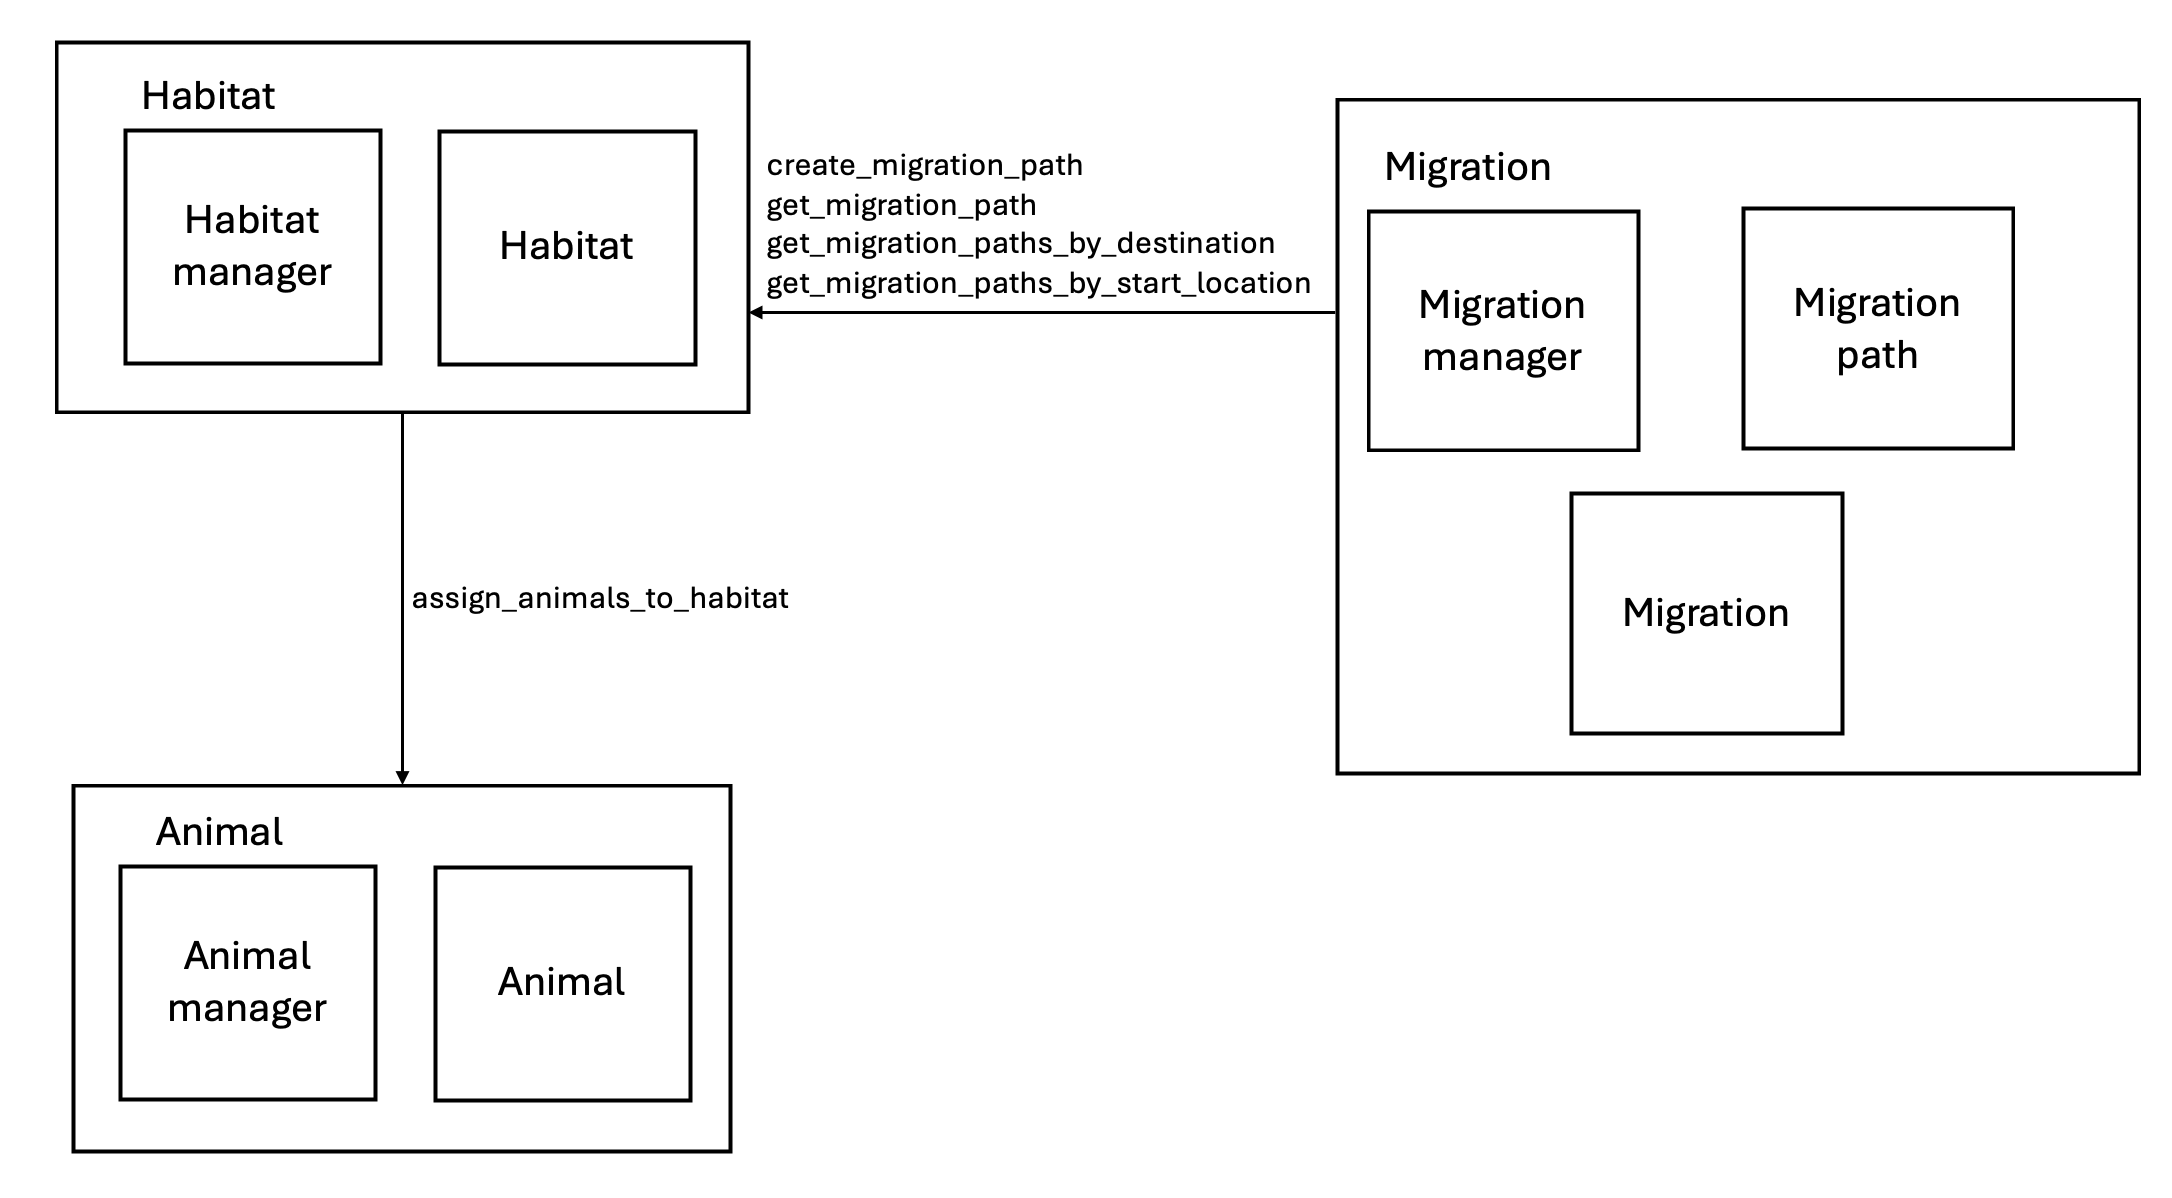 Habitat
Habitat
manager
Habitat
create_migration_path
get_migration_path
get_migration_paths_by_destination
get_migration_paths_by_start_location
Migration
Migration
manager
Migration
path
Migration
assign_animals_to_habitat
Animal
Animal
manager
Animal